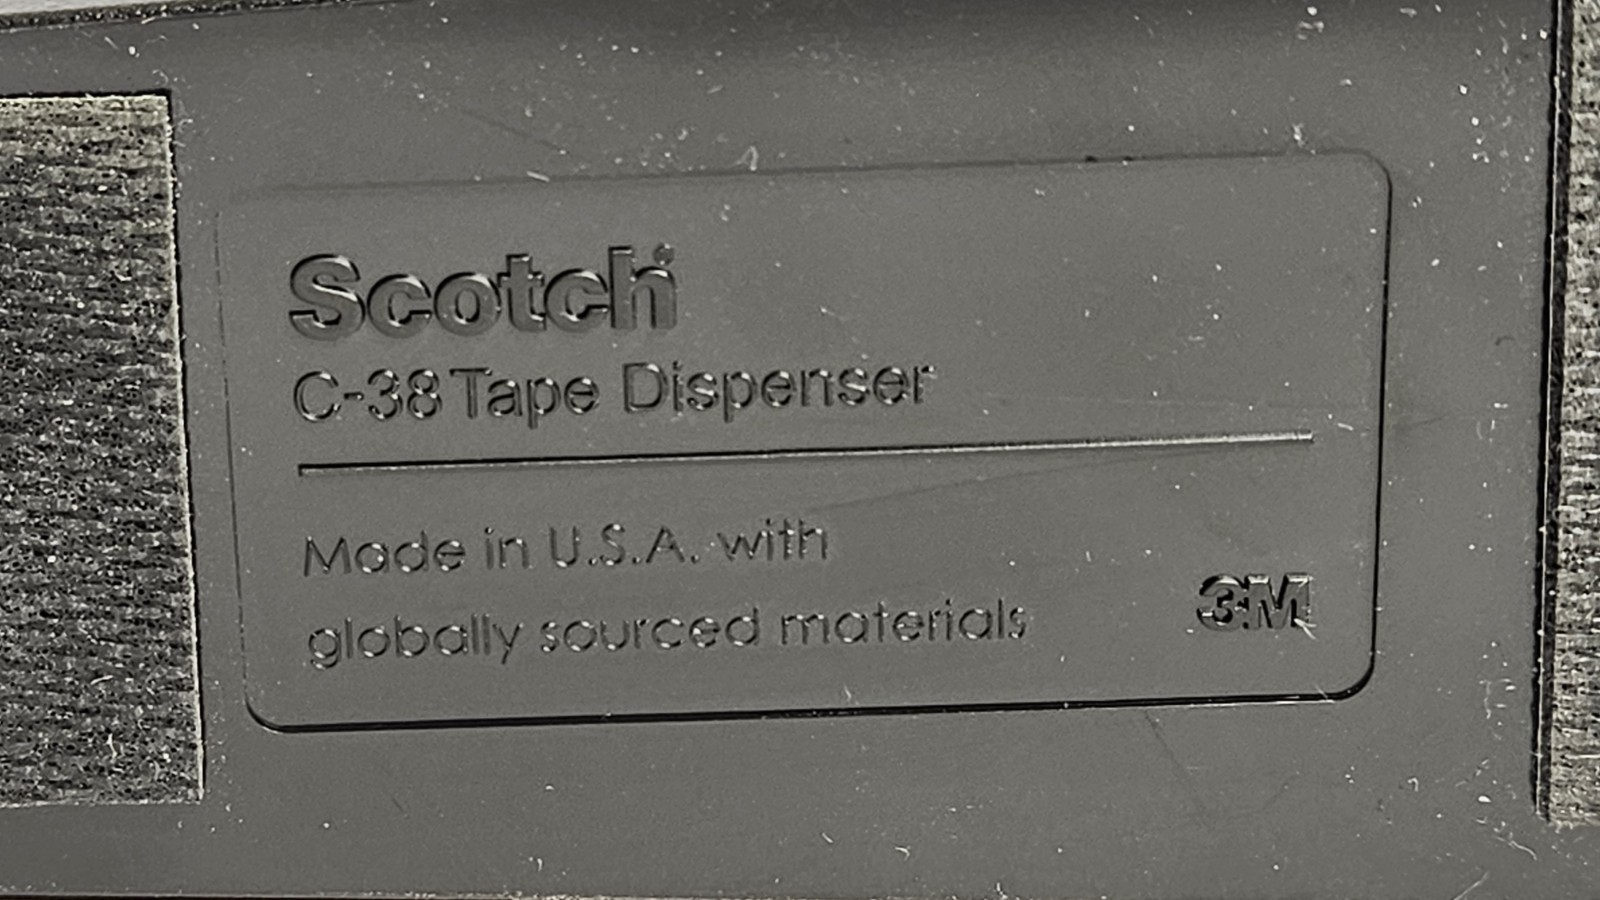 Scotch
C-38 Tape Dispenser
Made in U.S.A. with
globally sourced materials
3M